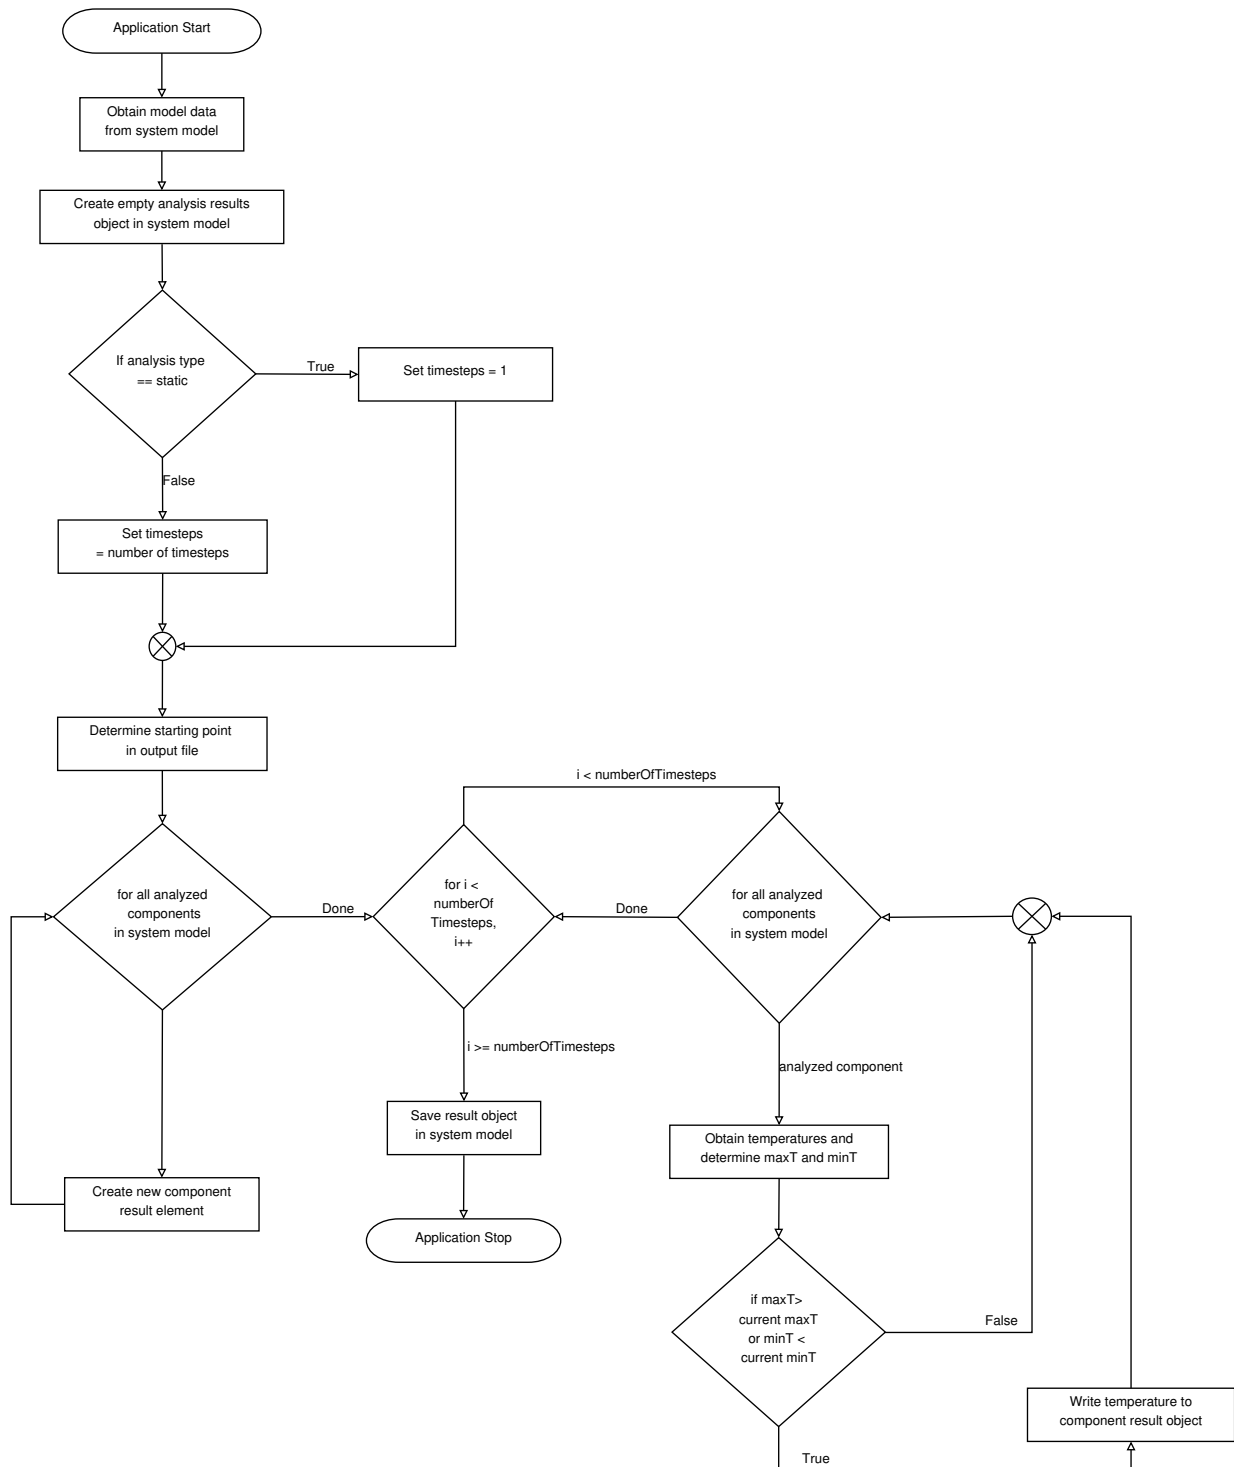 Application Start
Obtain model data
from system model
Create empty analysis results
object in system model
If analysis type
== static
True
Set timesteps = 1
False
Set timesteps
= number of timesteps
Determine starting point
in output file
i < numberOfTimesteps
for all analyzed
components
in system model
Done
for i <
numberOf
Timesteps,
i++
Done
for all analyzed
components
in system model
i >= numberOfTimesteps
analyzed component
Save result object
in system model
Obtain temperatures and
determine maxT and minT
Create new component
result element
Application Stop
if maxT>
current maxT
or minT <
current minT
False
Write temperature to
component result object
True